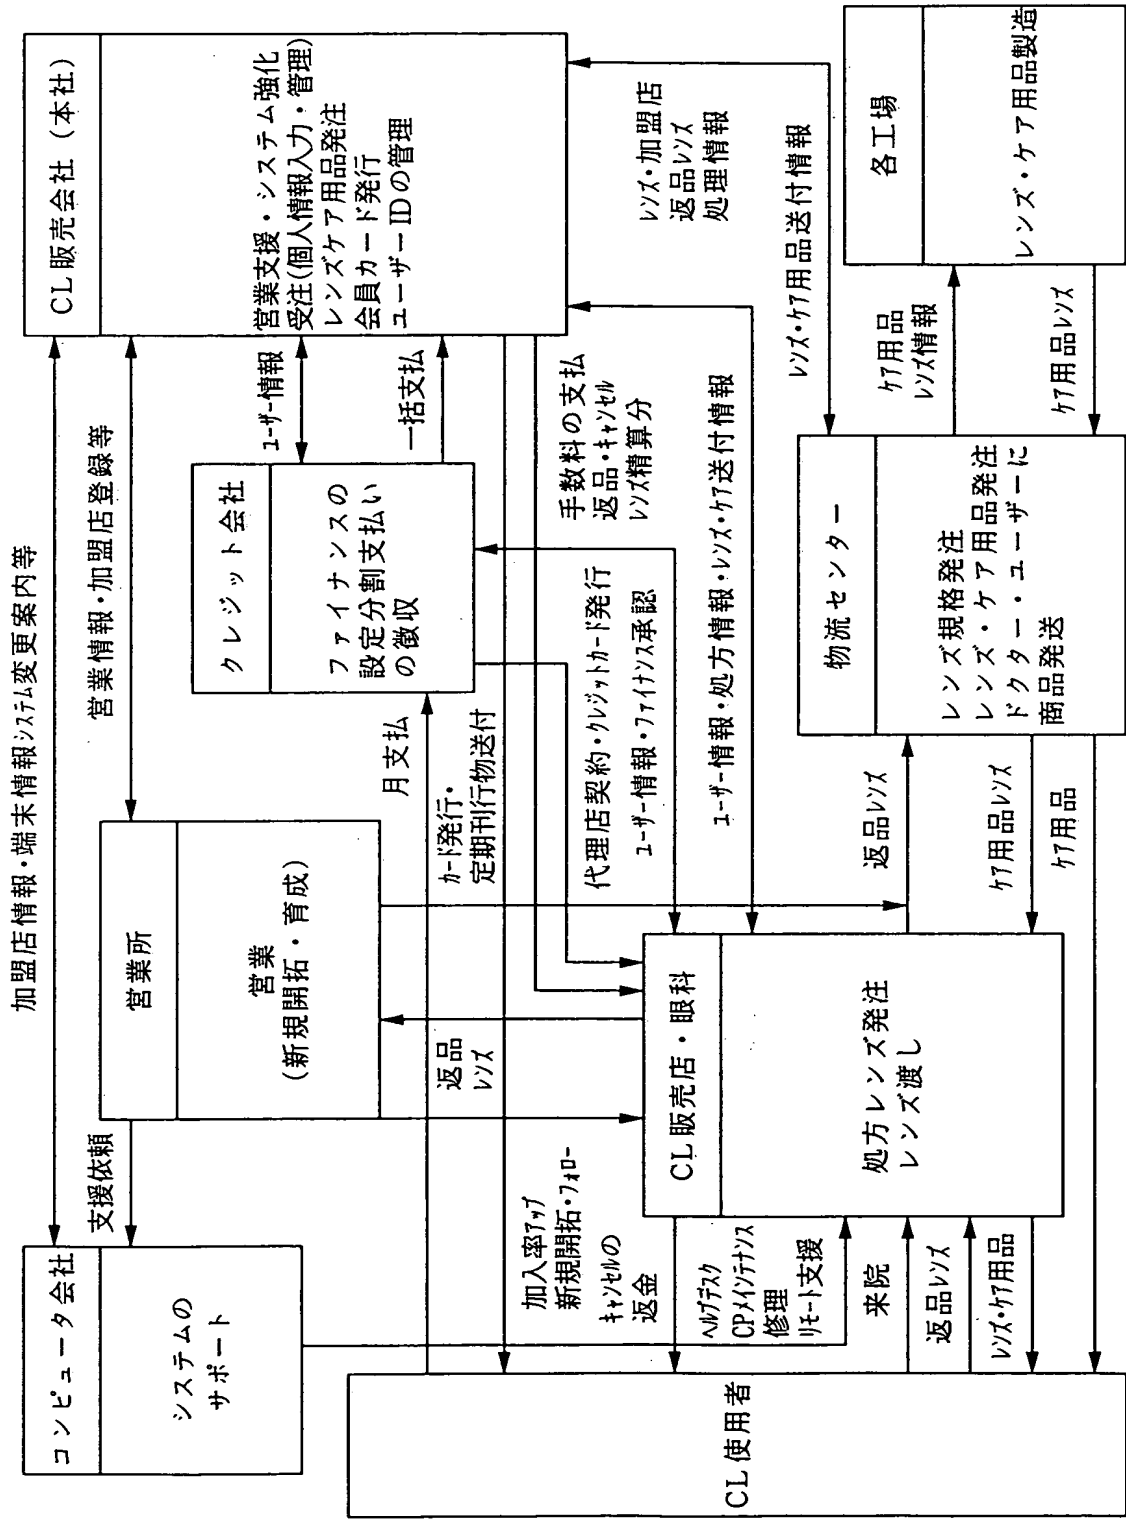 加盟店情報・端末情報システム変更案内等
コンピュータ会社
システムの
サポート
支援依頼
営業所
営業
(新規開拓・育成)
営業情報・加盟店登録等
CL販売会社(本社)
営業支援・システム強化
受注(個人情報入力・管理)
レンズケア用品発注
会員カード発行
ユーザーIDの管理
クレジット会社
ファイナンスの
設定分割支払い
の徴収
ユーザー情報
一括支払
月支払
カード発行・
定期刊行物送付
返品
レンズ
加入率アップ
新規開拓・フォロー
キャンセルの
返金
手数料の支払
返品・キャンセル
レンズ精算分
代理店契約・クレジットカード発行
ユーザー情報・ファイナンス承認
ユーザー情報・処方情報・レンズ・ケア送付情報
レンズ・加盟店
返品レンズ
処理情報
レンズ・ケア用品送付情報
CL使用者
ヘルプデスク
CPメインテナンス
修理
リモート支援
来院
返品レンズ
レンズ・ケア用品
CL販売店・眼科
処方レンズ発注
レンズ渡し
返品レンズ
ケア用品レンズ
ケア用品
物流センター
レンズ規格発注
レンズ・ケア用品発注
ドクター・ユーザーに
商品発送
ケア用品
レンズ情報
ケア用品レンズ
各工場
レンズ・ケア用品製造